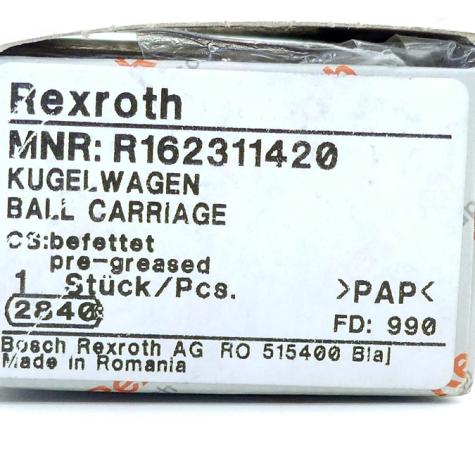 Rexroth
MNR: R162311420
KUGELWAGEN
BALL CARRIAGE
CS:befettet
pre-greased
1 Stück/Pcs. >PAP<
2840 FD: 990
Bosch Rexroth AG RO 515400 Blaj
Made in Romania